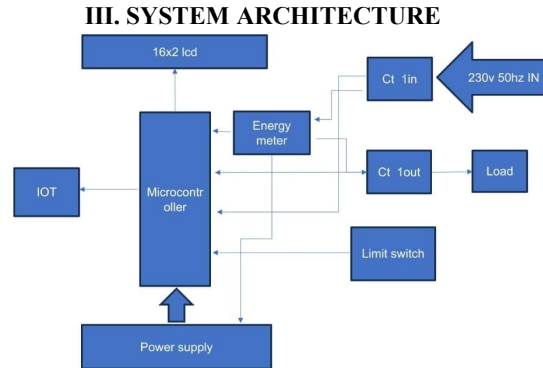 III. SYSTEM ARCHITECTURE
16x2 lcd
Ct 1in
230v 50hz IN
Energy
meter
IOT
Microcontr
oller
Ct 1out
Load
Limit switch
Power supply